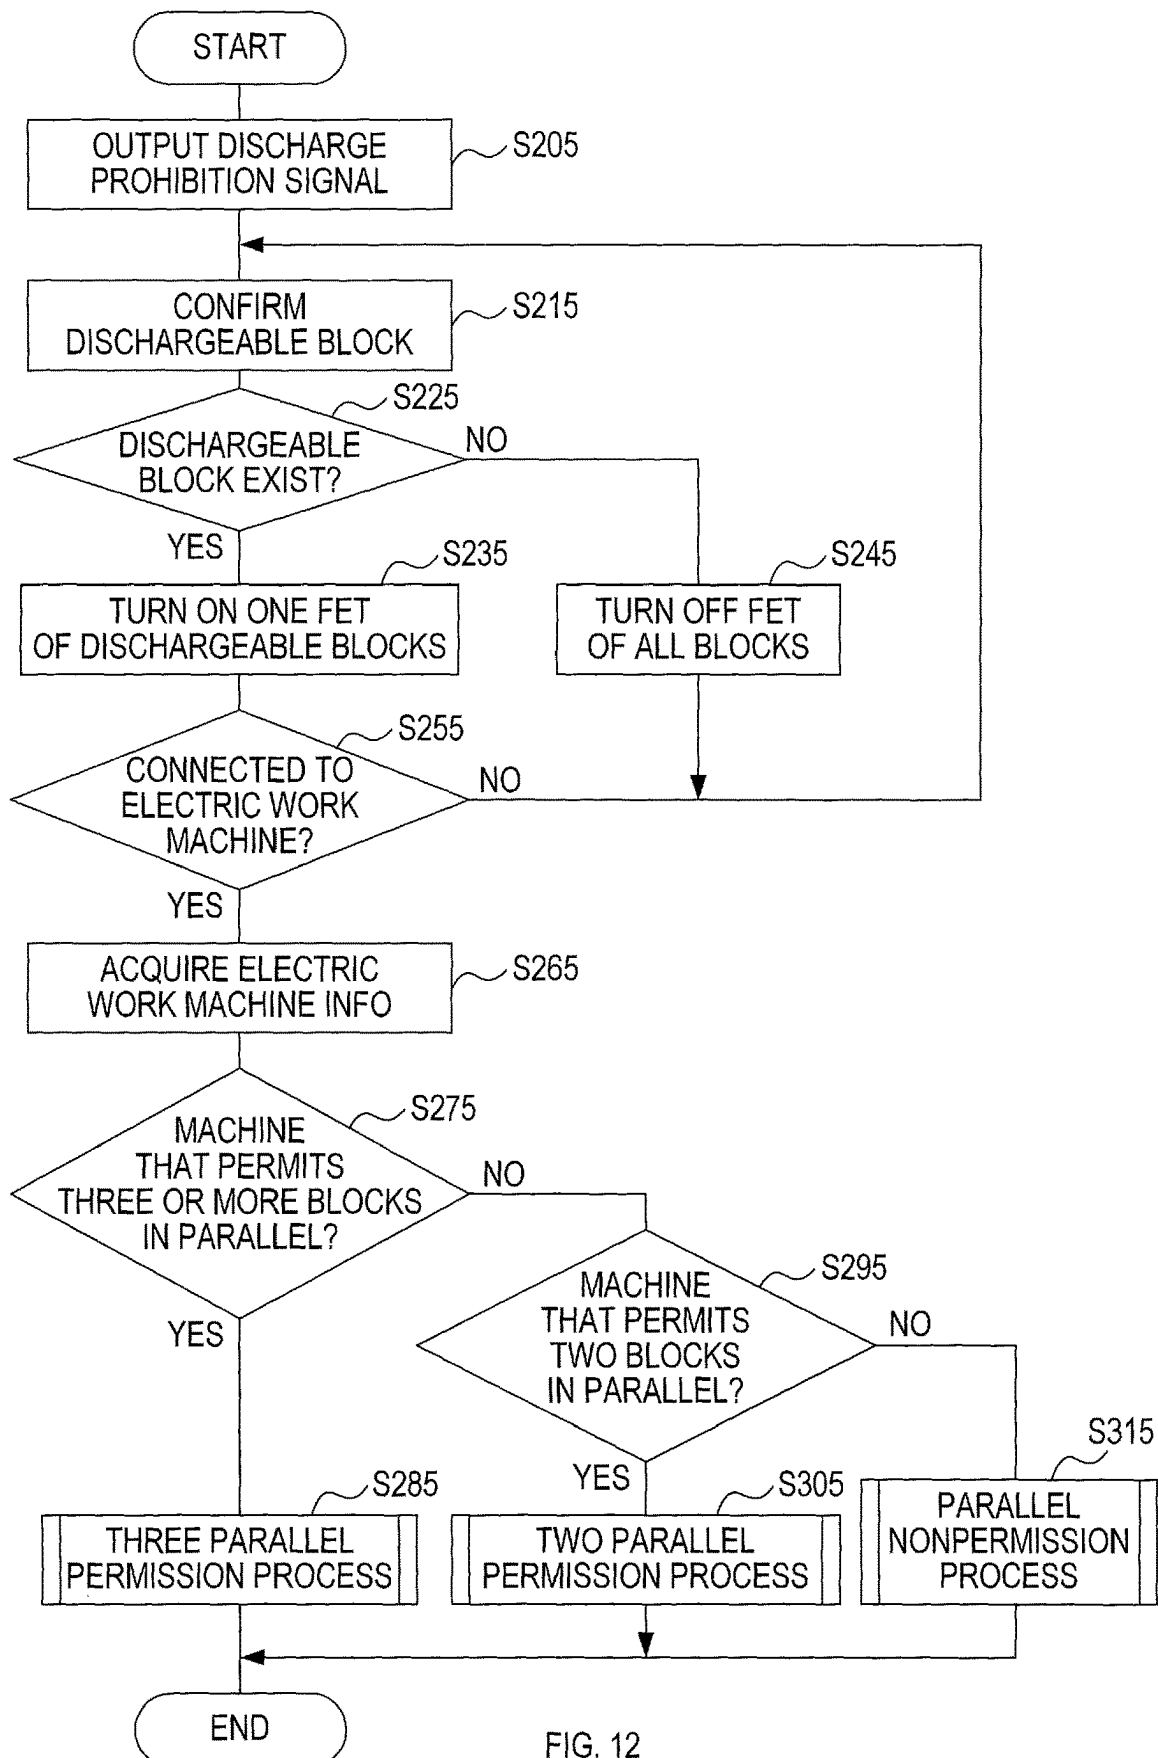 START
OUTPUT DISCHARGE
PROHIBITION SIGNAL
S205
CONFIRM
DISCHARGEABLE BLOCK
S215
S225
DISCHARGEABLE
BLOCK EXIST?
NO
YES
S235
TURN ON ONE FET
OF DISCHARGEABLE BLOCKS
S245
TURN OFF FET
OF ALL BLOCKS
S255
CONNECTED TO
ELECTRIC WORK
MACHINE?
NO
YES
ACQUIRE ELECTRIC
WORK MACHINE INFO
S265
S275
MACHINE
THAT PERMITS
THREE OR MORE BLOCKS
IN PARALLEL?
NO
YES
S295
MACHINE
THAT PERMITS
TWO BLOCKS
IN PARALLEL?
NO
YES
S285
THREE PARALLEL
PERMISSION PROCESS
S305
TWO PARALLEL
PERMISSION PROCESS
S315
PARALLEL
NONPERMISSION
PROCESS
END
FIG. 12